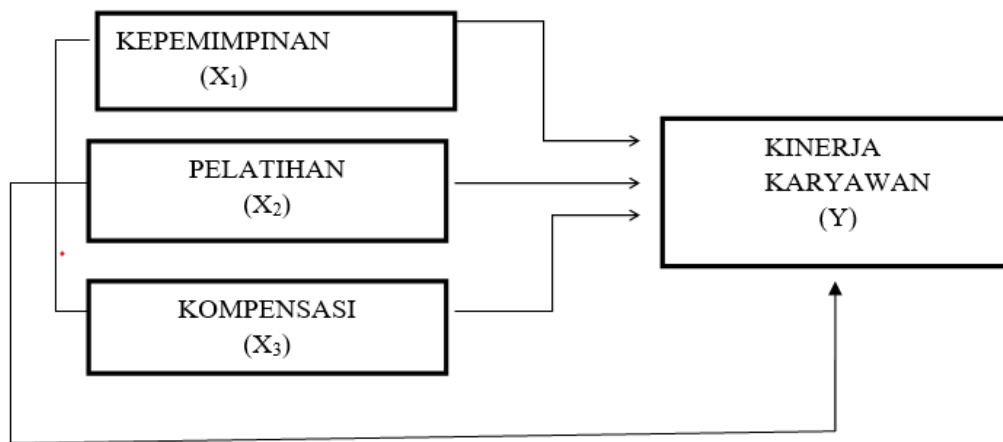 KEPEMIMPINAN
(X₁)
PELATIHAN
(X₂)
KOMPENSASI
(X₃)
KINERJA
KARYAWAN
(Y)